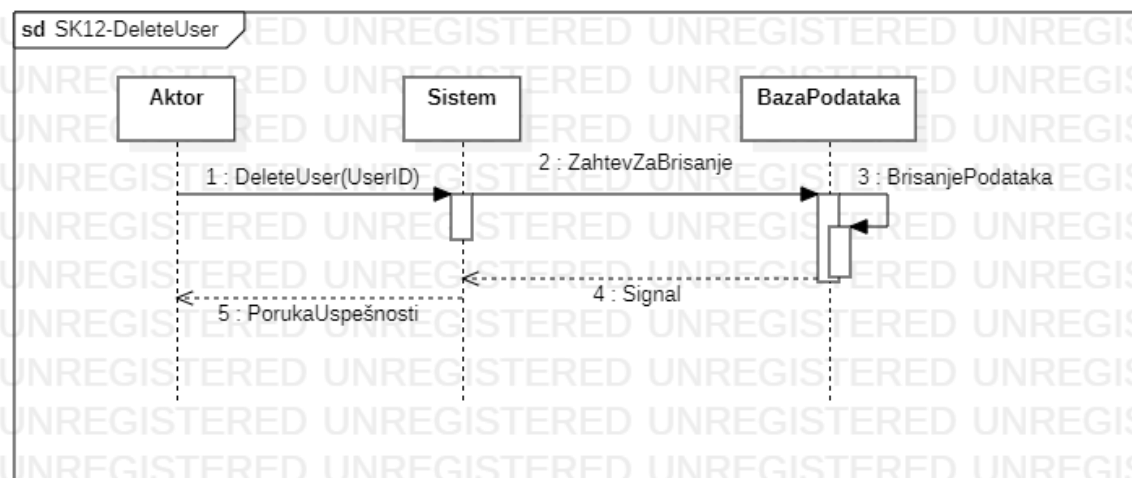 sd SK12-DeleteUser
Aktor
Sistem
BazaPodataka
1 : DeleteUser(UserID)
2 : ZahtevZaBrisanje
3 : BrisanjePodataka
4 : Signal
5 : PorukaUspešnosti
UNREGISTERED UNREGISTERED UNREGISTERED